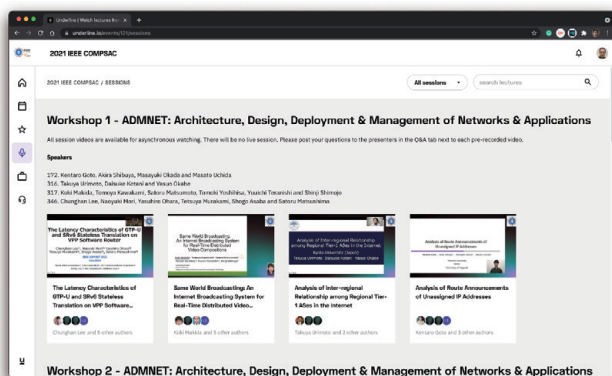 Underline | Watch lectures from
underline.io/events/101/sessions
2021 IEEE COMPSAC
2021 IEEE COMPSAC / SESSIONS
All sessions
search lectures
Workshop 1 - ADMNET: Architecture, Design, Deployment & Management of Networks & Applications
All session videos are available for asynchronous watching. There will be no live session. Please post your questions to the presenters in the Q&A tab next to each pre-recorded video.
Speakers
172. Kentaro Goto, Akira Shibuya, Masayuki Okada and Masato Uchida
316. Takuya Urimoto, Daisuke Kotani and Yasuo Okabe
317. Koki Makida, Tomoya Kawakami, Satoru Matsumoto, Tomoki Yoshihisa, Yuuichi Teranishi and Shinji Shimojo
346. Chunghan Lee, Naoyuki Mori, Yasuhiro Ohara, Tetsuya Murakami, Shogo Asaba and Satoru Matsushima
The Latency Characteristics of GTP-U
and SRv6 Stateless Translation on
VPP Software Router
Same World Broadcasting:
An Internet Broadcasting System
for Real-Time Distributed
Video Compositions
Analysis of Inter-regional Relationship
among Regional Tier-1 ASes in the Internet
Kyoto University (Japan)
Takuya Urimoto, Daisuke Kotani, Yasuo Okabe
Analysis of Route Announcements of
Unassigned IP Addresses
The Latency Characteristics of
GTP-U and SRv6 Stateless
Translation on VPP Software...
Chunghan Lee and 5 other authors
Same World Broadcasting: An
Internet Broadcasting System for
Real-Time Distributed Video...
Koki Makida and 5 other authors
Analysis of Inter-regional
Relationship among Regional Tier-
1 ASes in the Internet
Takuya Urimoto and 2 other authors
Analysis of Route Announcements
of Unassigned IP Addresses
Kentaro Goto and 3 other authors
Workshop 2 - ADMNET: Architecture, Design, Deployment & Management of Networks & Applications